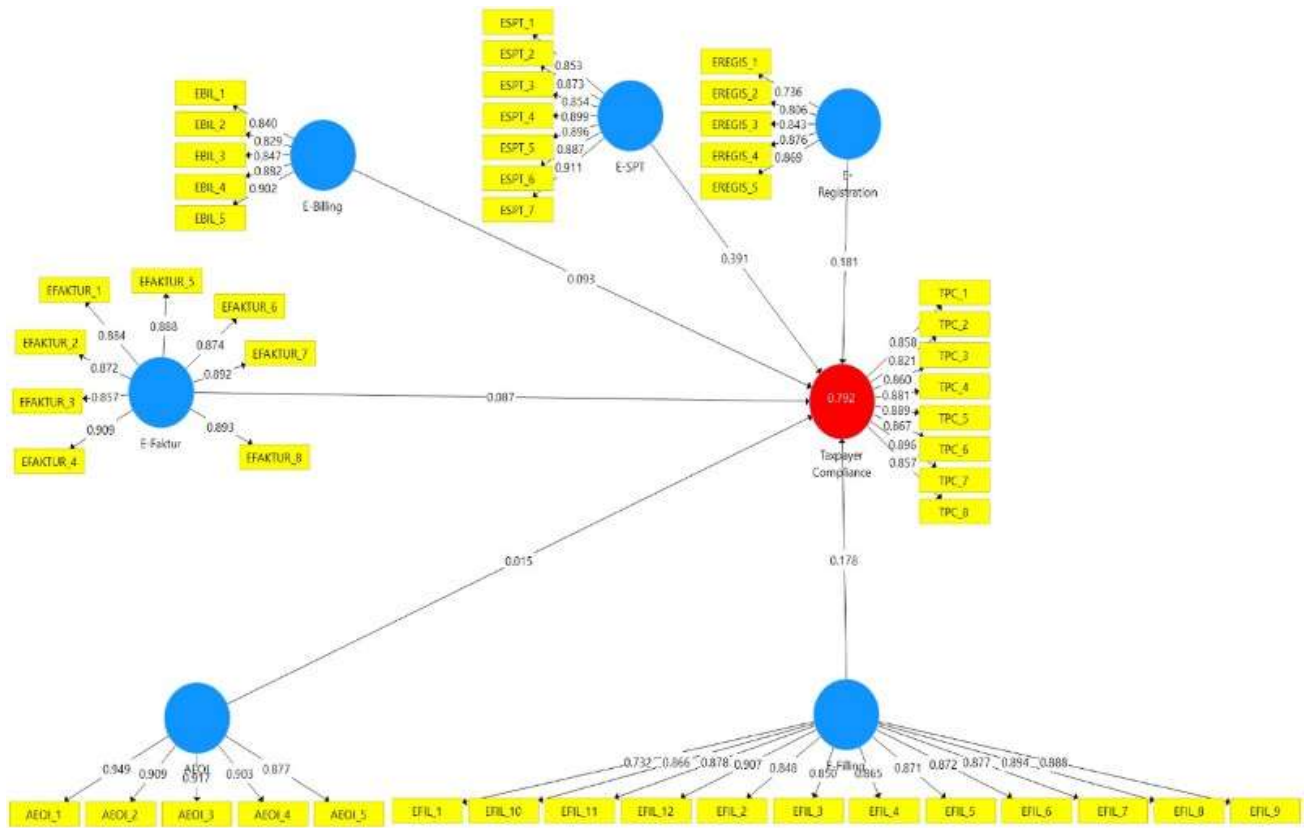 ESPT_1
ESPT_2
ESPT_3
ESPT_4
ESPT_5
ESPT_6
ESPT_7
0.853
0.873
0.854
0.899
0.896
0.887
0.911
E-SPT
EREGIS_1
EREGIS_2
EREGIS_3
EREGIS_4
EREGIS_5
0.736
0.806
0.843
0.876
0.869
E-
Registration
EBIL_1
EBIL_2
EBIL_3
EBIL_4
EBIL_5
0.840
0.829
0.847
0.902
E-Billing
0.093
0.391
0.181
EFAKTUR_1
EFAKTUR_5
EFAKTUR_6
EFAKTUR_2
EFAKTUR_7
EFAKTUR_3
EFAKTUR_4
EFAKTUR_8
0.884
0.888
0.874
0.872
0.892
0.857
0.909
0.893
E-Faktur
0.087
0.792
Taxpayer
Compliance
TPC_1
TPC_2
TPC_3
TPC_4
TPC_5
TPC_6
TPC_7
TPC_8
0.858
0.821
0.860
0.881
0.889
0.867
0.896
0.857
0.015
0.178
AEOI
0.949
0.909
0.917
0.903
0.877
AEOI_1
AEOI_2
AEOI_3
AEOI_4
AEOI_5
E-Filling
0.732
0.866
0.878
0.907
0.848
0.850
0.865
0.871
0.872
0.877
0.894
0.888
EFIL_1
EFIL_10
EFIL_11
EFIL_12
EFIL_2
EFIL_3
EFIL_4
EFIL_5
EFIL_6
EFIL_7
EFIL_8
EFIL_9